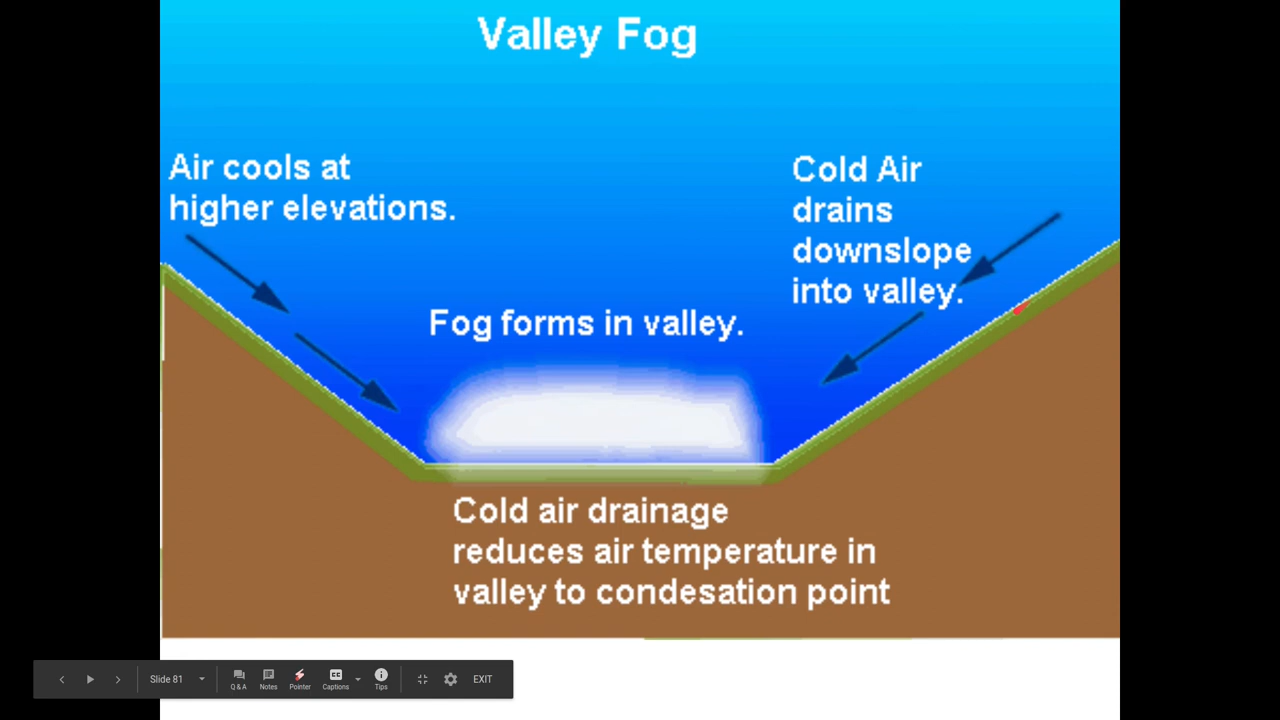 Valley Fog
Air cools at
higher elevations.
Cold Air
drains
downslope
into valley.
Fog forms in valley.
Cold air drainage
reduces air temperature in
valley to condesation point
Slide 81
Q & A
Notes
Pointer
CC
Captions
Tips
EXIT